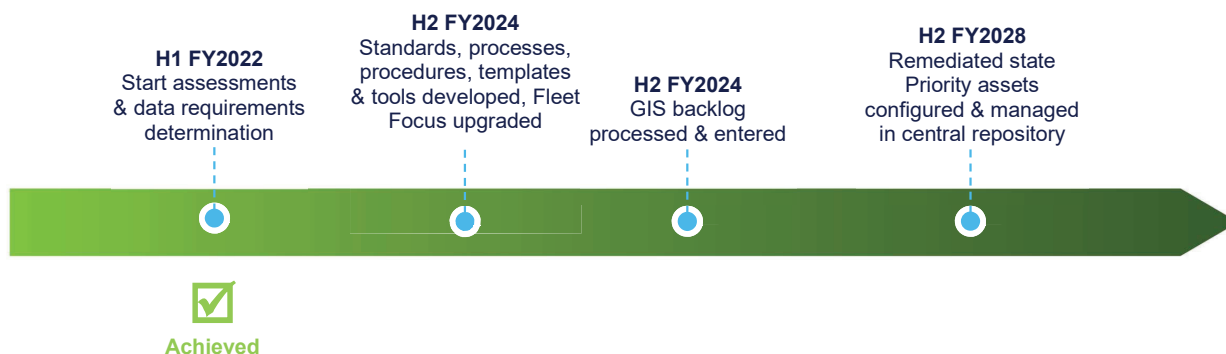 H1 FY2022
Start assessments
& data requirements
determination
H2 FY2024
Standards, processes,
procedures, templates
& tools developed, Fleet
Focus upgraded
H2 FY2024
GIS backlog
processed & entered
H2 FY2028
Remediated state
Priority assets
configured & managed
in central repository
Achieved